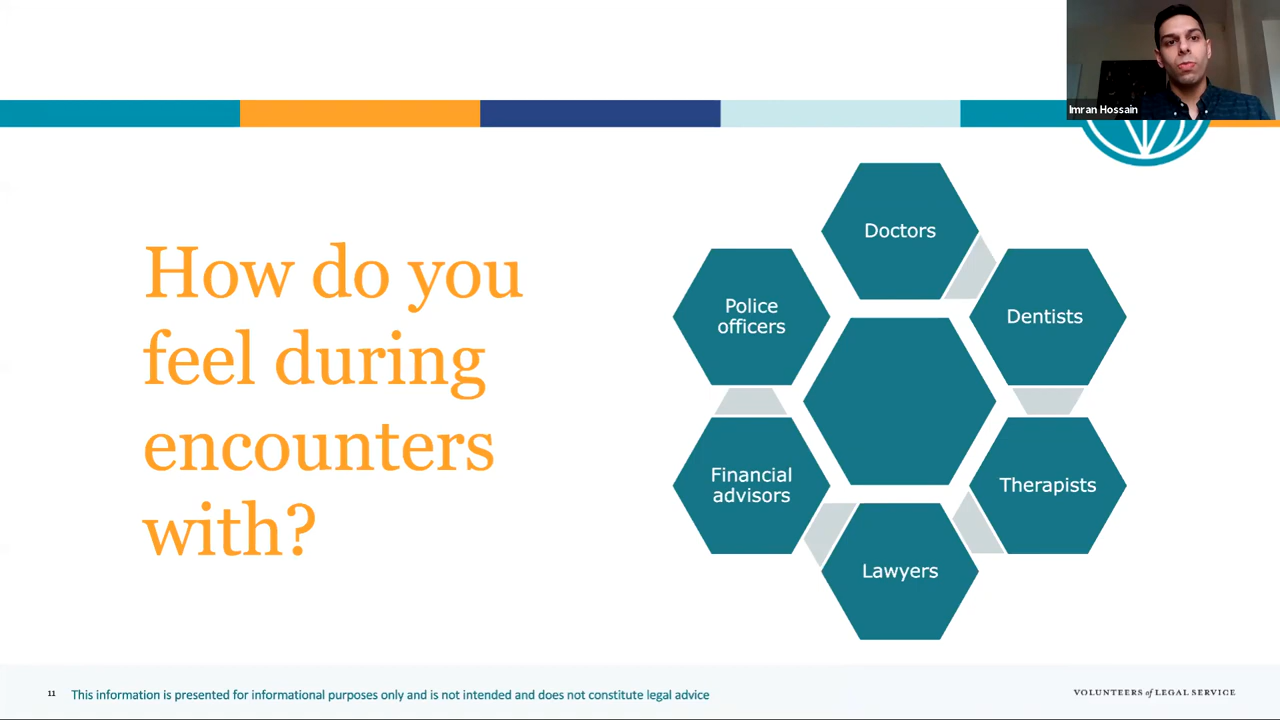 Imran Hossain
How do you
feel during
encounters
with?
Doctors
Dentists
Therapists
Lawyers
Financial
advisors
Police
officers
11
This information is presented for informational purposes only and is not intended and does not constitute legal advice
VOLUNTEERS of LEGAL SERVICE